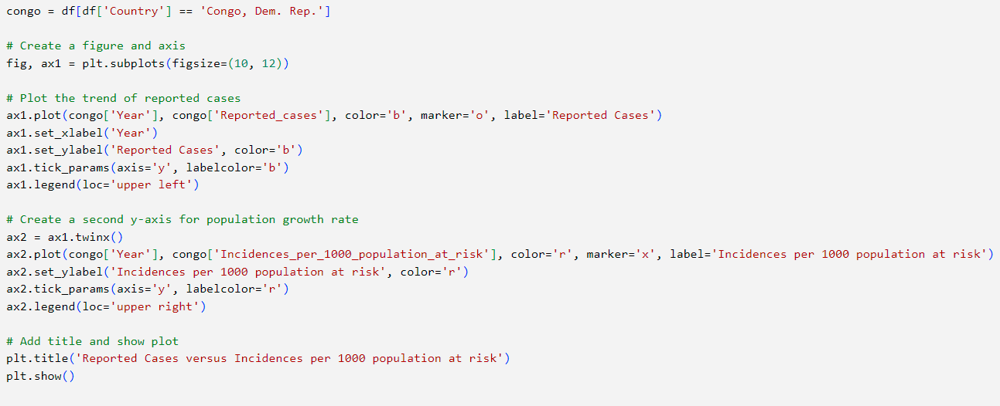 congo = df[df['Country'] == 'Congo, Dem. Rep.']
# Create a figure and axis
fig, ax1 = plt.subplots(figsize=(10, 12))
# Plot the trend of reported cases
ax1.plot(congo['Year'], congo['Reported_cases'], color='b', marker='o', label='Reported Cases')
ax1.set_xlabel('Year')
ax1.set_ylabel('Reported Cases', color='b')
ax1.tick_params(axis='y', labelcolor='b')
ax1.legend(loc='upper left')
# Create a second y-axis for population growth rate
ax2 = ax1.twinx()
ax2.plot(congo['Year'], congo['Incidences_per_1000_population_at_risk'], color='r', marker='x', label='Incidences per 1000 population at risk')
ax2.set_ylabel('Incidences per 1000 population at risk', color='r')
ax2.tick_params(axis='y', labelcolor='r')
ax2.legend(loc='upper right')
# Add title and show plot
plt.title('Reported Cases versus Incidences per 1000 population at risk')
plt.show()